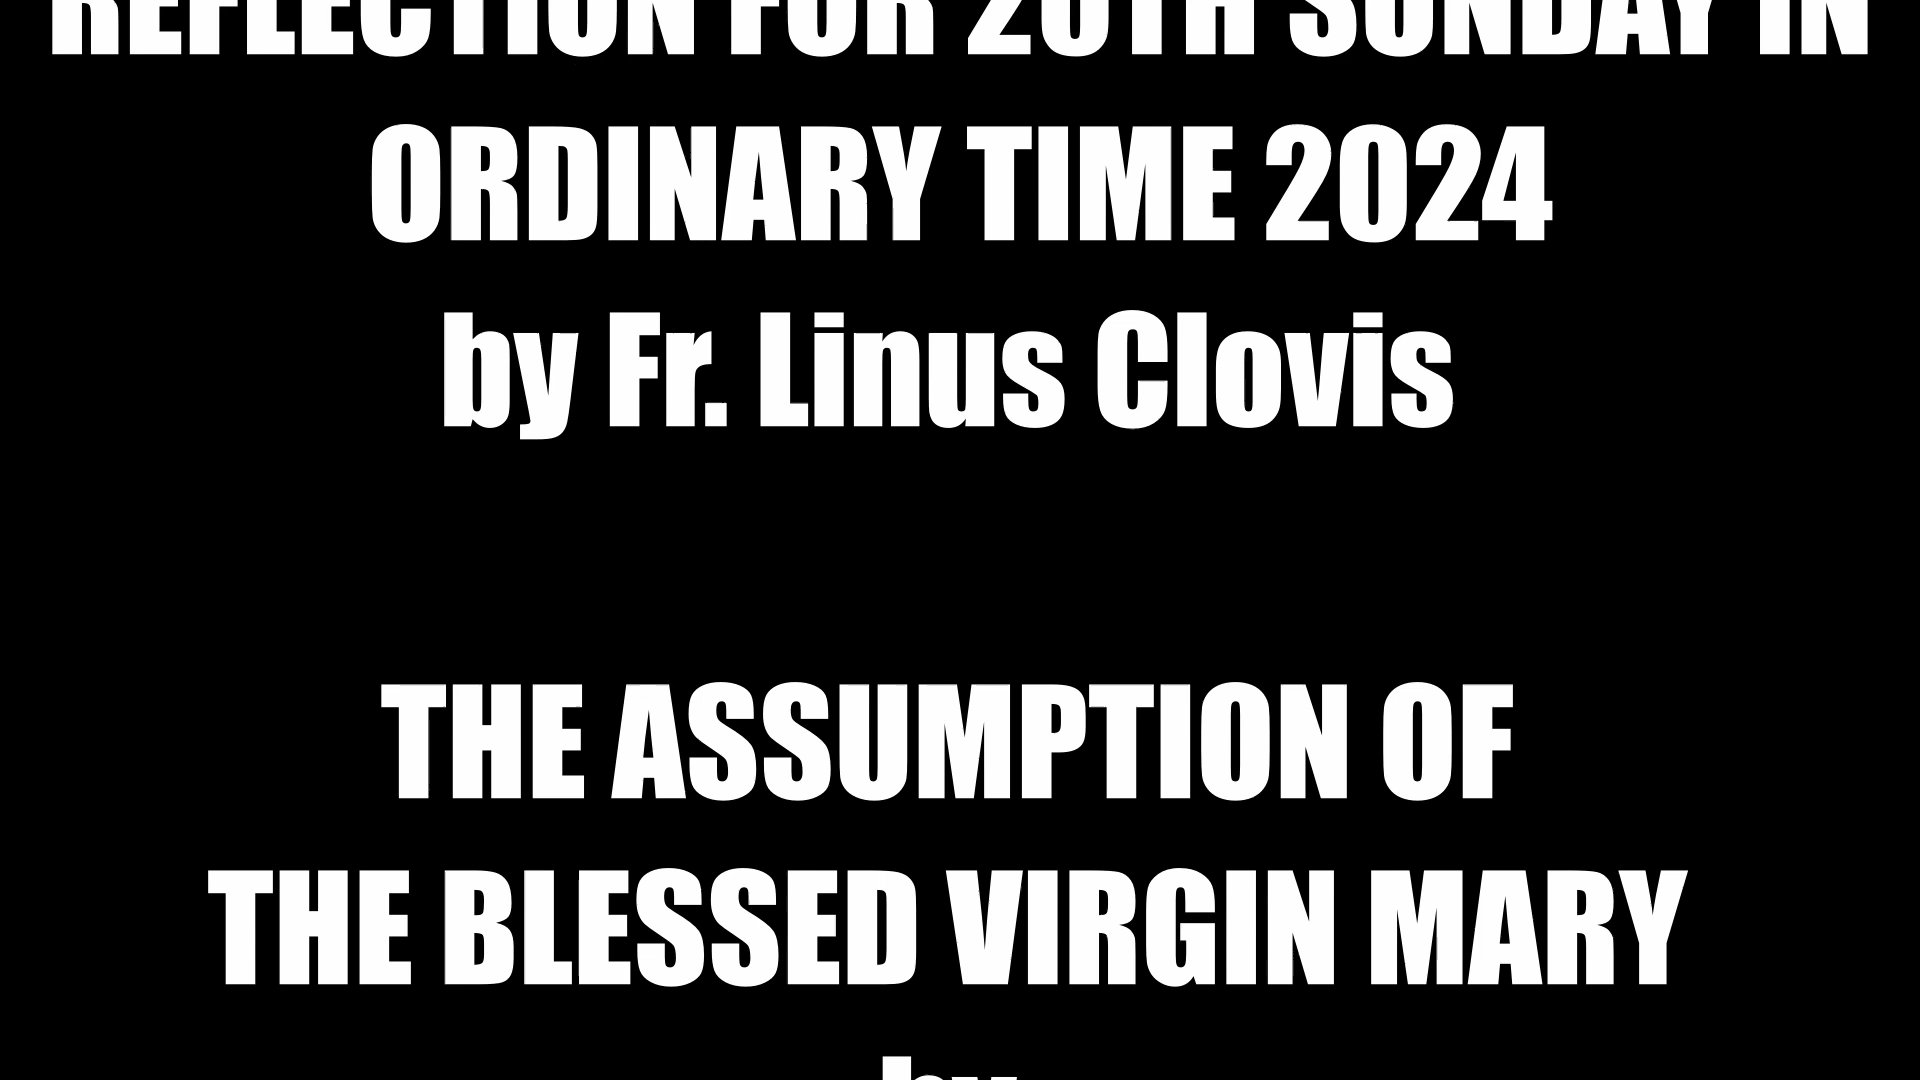 REFLECTION FOR 20TH SUNDAY IN
ORDINARY TIME 2024
by Fr. Linus Clovis
THE ASSUMPTION OF
THE BLESSED VIRGIN MARY
by